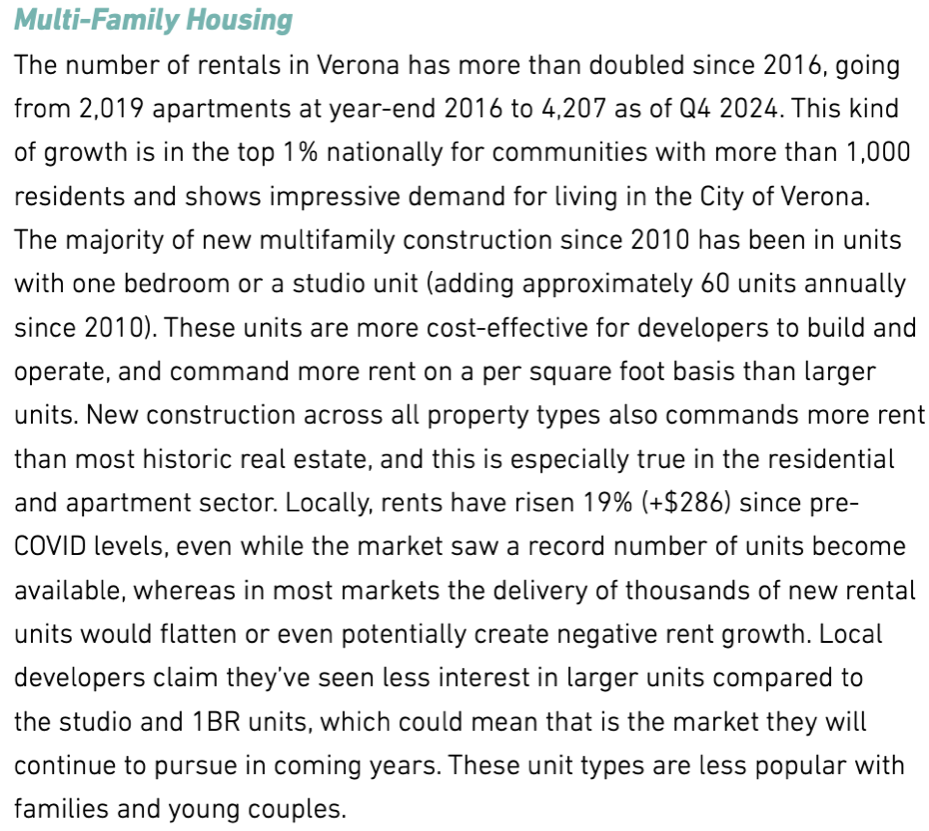 Multi-Family Housing
The number of rentals in Verona has more than doubled since 2016, going
from 2,019 apartments at year-end 2016 to 4,207 as of Q4 2024. This kind
of growth is in the top 1% nationally for communities with more than 1,000
residents and shows impressive demand for living in the City of Verona.
The majority of new multifamily construction since 2010 has been in units
with one bedroom or a studio unit (adding approximately 60 units annually
since 2010). These units are more cost-effective for developers to build and
operate, and command more rent on a per square foot basis than larger
units. New construction across all property types also commands more rent
than most historic real estate, and this is especially true in the residential
and apartment sector. Locally, rents have risen 19% (+$286) since pre-
COVID levels, even while the market saw a record number of units become
available, whereas in most markets the delivery of thousands of new rental
units would flatten or even potentially create negative rent growth. Local
developers claim they've seen less interest in larger units compared to
the studio and 1BR units, which could mean that is the market they will
continue to pursue in coming years. These unit types are less popular with
families and young couples.